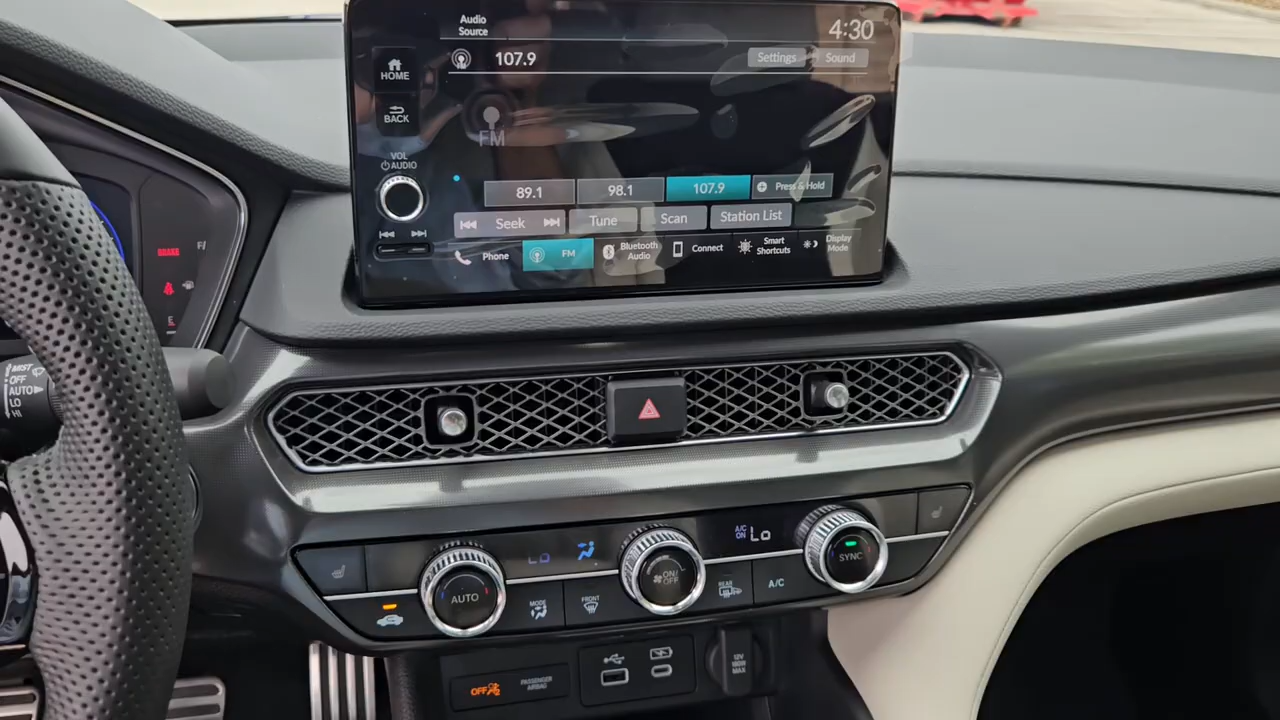 Audio
Source
4:30
107.9
Settings
Sound
HOME
BACK
FM
VOL
AUDIO
89.1
98.1
107.9
Press & Hold
Seek
Tune
Scan
Station List
Phone
FM
Bluetooth
Audio
Connect
Smart
Shortcuts
Display
Mode
BRAKE
F
E
MIST
OFF
AUTO
LO
HI
Lo
A/C
ON
Lo
AUTO
MODE
FRONT
ON/
OFF
REAR
A/C
SYNC
OFF
PASSENGER
AIRBAG
12V
180W
MAX